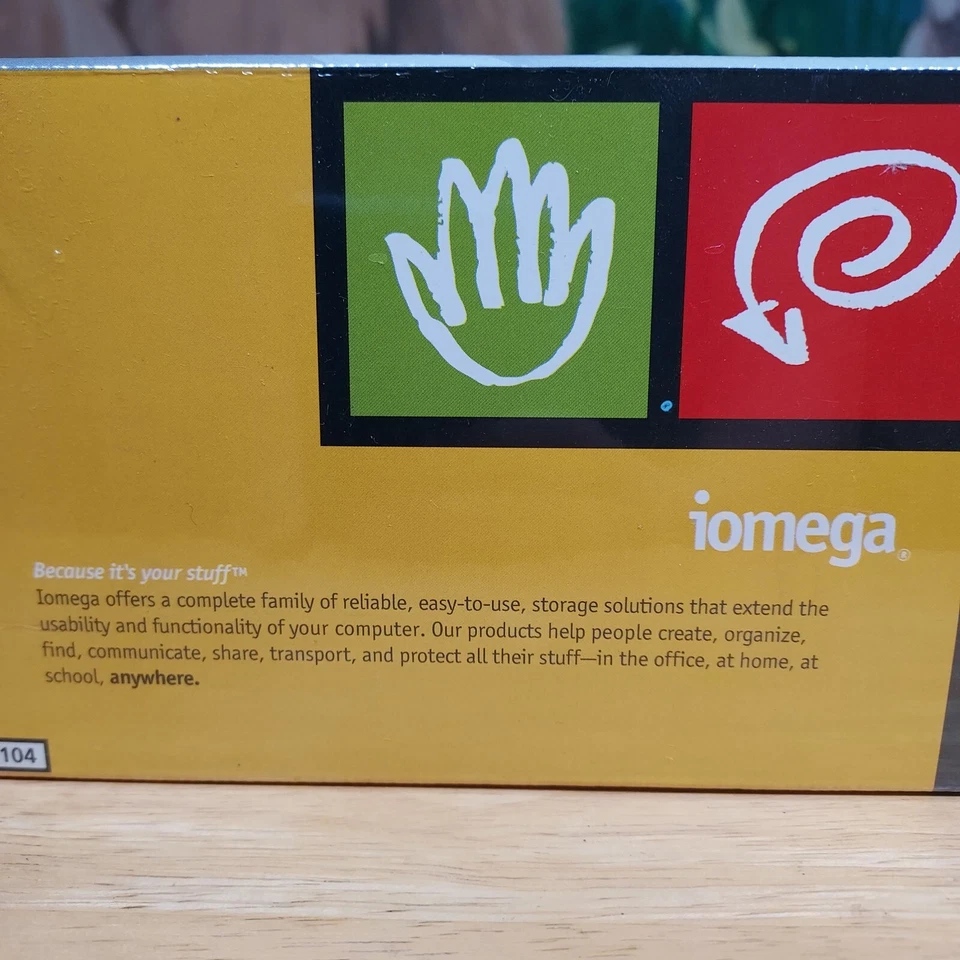 iomega®
Because it's your stuff™
Iomega offers a complete family of reliable, easy-to-use, storage solutions that extend the
usability and functionality of your computer. Our products help people create, organize,
find, communicate, share, transport, and protect all their stuff—in the office, at home, at
school, anywhere.
104